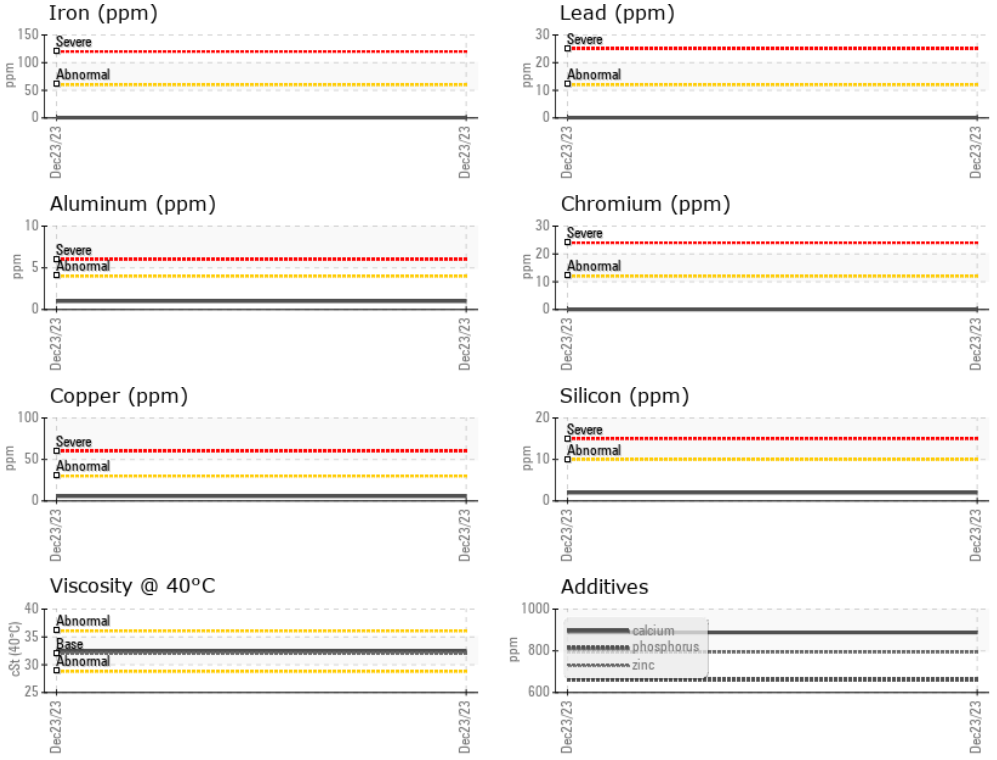 Iron (ppm)
150
100
50
0
ppm
Severe
Abnormal
Dec23/23
Dec23/23
Lead (ppm)
30
20
10
0
ppm
Severe
Abnormal
Dec23/23
Dec23/23
Aluminum (ppm)
10
5
0
ppm
Severe
Abnormal
Dec23/23
Dec23/23
Chromium (ppm)
30
20
10
0
ppm
Severe
Abnormal
Dec23/23
Dec23/23
Copper (ppm)
100
50
0
ppm
Severe
Abnormal
Dec23/23
Dec23/23
Silicon (ppm)
20
10
0
ppm
Severe
Abnormal
Dec23/23
Dec23/23
Viscosity @ 40°C
40
35
30
25
cSt (40°C)
Abnormal
Base
Abnormal
Dec23/23
Dec23/23
Additives
1000
800
600
ppm
calcium
phosphorus
zinc
Dec23/23
Dec23/23